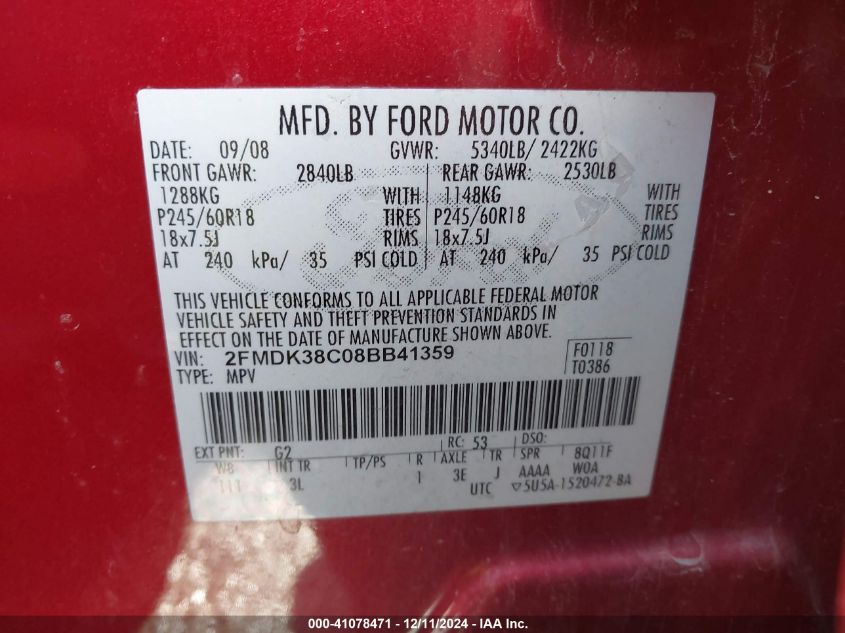 MFD. BY FORD MOTOR CO.
DATE: 09/08 GVWR: 5340LB/ 2422KG
FRONT GAWR: 2840LB REAR GAWR: 2530LB
1288KG WITH 1148KG WITH
P245/60R18 TIRES P245/60R18 TIRES
18x7.5J RIMS 18x7.5J RIMS
AT 240 kPa/ 35 PSI COLD AT 240 kPa/ 35 PSI COLD
THIS VEHICLE CONFORMS TO ALL APPLICABLE FEDERAL MOTOR
VEHICLE SAFETY AND THEFT PREVENTION STANDARDS IN
EFFECT ON THE DATE OF MANUFACTURE SHOWN ABOVE.
VIN: 2FMDK38C08BB41359 F0118
TYPE: MPV T0386
EXT PNT: G2 RC: 53 DSO:
WB INT TR TP/PS R AXLE TR SPR 8Q11F
111 3L 1 3E J AAAA W0A
UTC ▽5U5A-1520472-BA
000-41078471 - 12/11/2024 - IAA Inc.